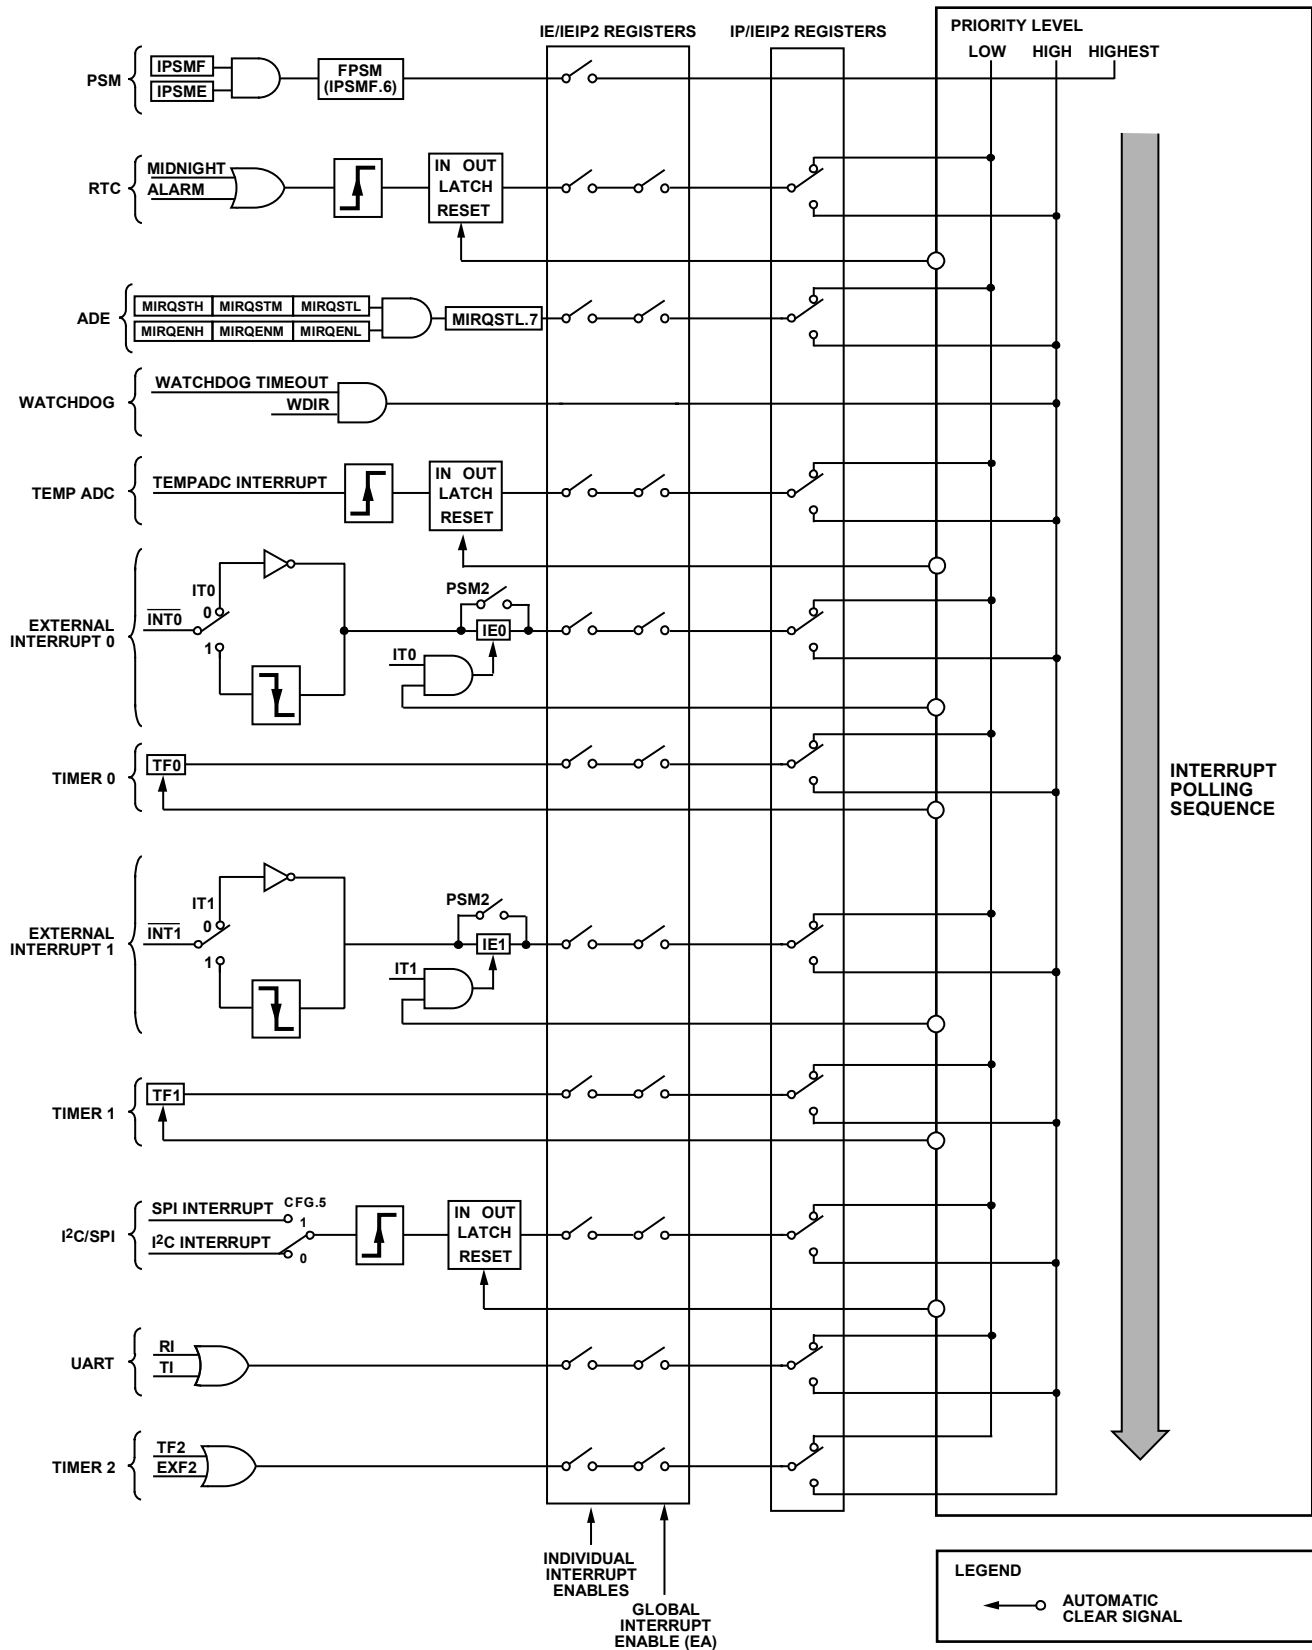 IE/IEIP2 REGISTERS
IP/IEIP2 REGISTERS
PRIORITY LEVEL
LOW HIGH HIGHEST
PSM
IPSMF
IPSME
FPSM
(IPSMF.6)
RTC
MIDNIGHT
ALARM
IN OUT
LATCH
RESET
ADE
MIRQSTH MIRQSTM MIRQSTL
MIRQENH MIRQENM MIRQENL
MIRQSTL.7
WATCHDOG
WATCHDOG TIMEOUT
WDIR
TEMP ADC
TEMPADC INTERRUPT
IN OUT
LATCH
RESET
EXTERNAL
INTERRUPT 0
INT0
IT0
0
1
PSM2
IE0
IT0
TIMER 0
TF0
INTERRUPT
POLLING
SEQUENCE
EXTERNAL
INTERRUPT 1
INT1
IT1
0
1
PSM2
IE1
IT1
TIMER 1
TF1
I2C/SPI
SPI INTERRUPT
I2C INTERRUPT
CFG.5
1
0
IN OUT
LATCH
RESET
UART
RI
TI
TIMER 2
TF2
EXF2
INDIVIDUAL
INTERRUPT
ENABLES
GLOBAL
INTERRUPT
ENABLE (EA)
LEGEND
AUTOMATIC
CLEAR SIGNAL